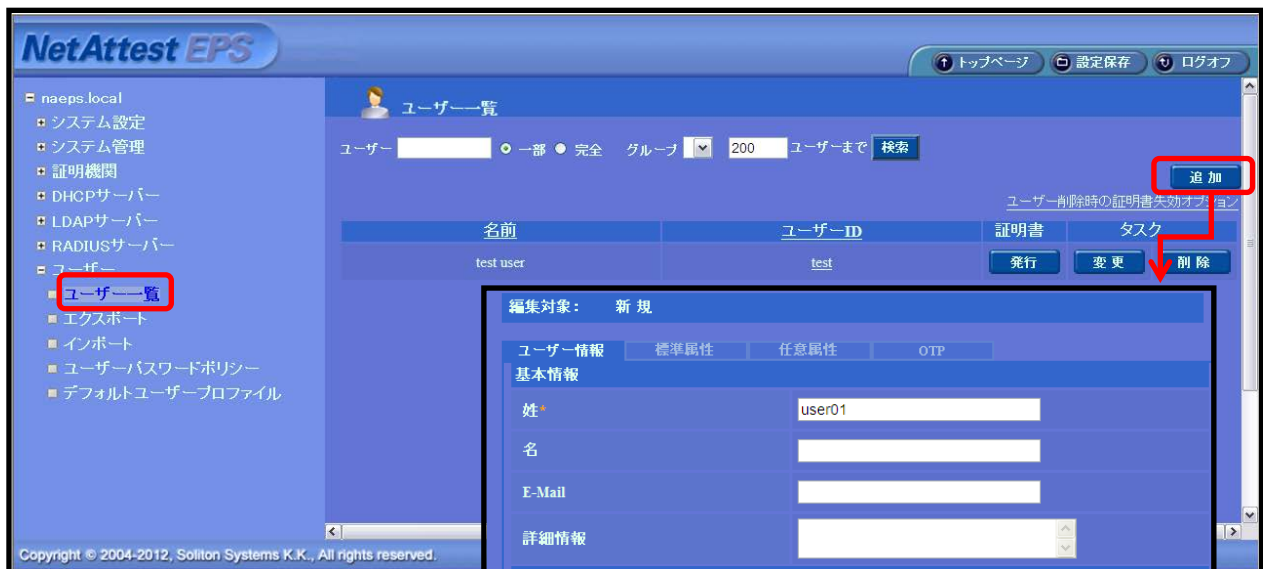 NetAttest EPS
トップページ 設定保存 ログオフ
naeps.local
システム設定
システム管理
証明機関
DHCPサーバー
LDAPサーバー
RADIUSサーバー
ユーザー
ユーザー一覧
エクスポート
インポート
ユーザーパスワードポリシー
デフォルトユーザープロファイル
ユーザー一覧
ユーザー 一部 完全 グループ 200 ユーザーまで 検索
追加
ユーザー削除時の証明書失効オプション
名前 ユーザーID 証明書 タスク
test user test 発行 変更 削除
編集対象： 新規
ユーザー情報 標準属性 任意属性 OTP
基本情報
姓* user01
名
E-Mail
詳細情報
Copyright © 2004-2012, Soliton Systems K.K., All rights reserved.